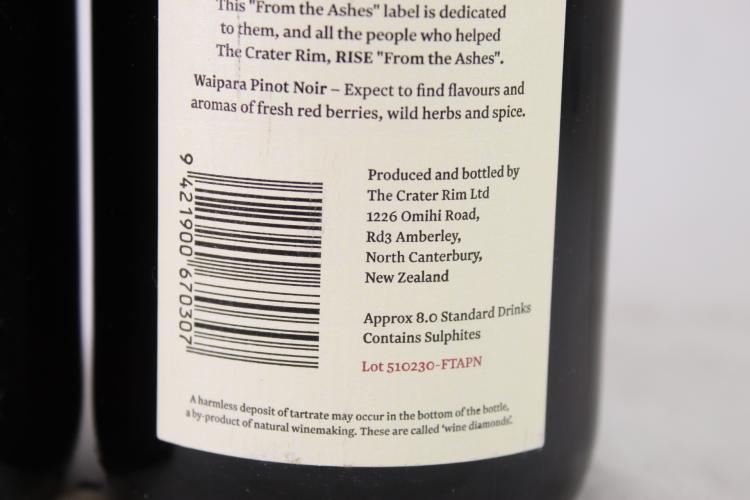 This "From the Ashes" label is dedicated
to them, and all the people who helped
The Crater Rim, RISE "From the Ashes".
Waipara Pinot Noir – Expect to find flavours and
aromas of fresh red berries, wild herbs and spice.
9 421900 670307
Produced and bottled by
The Crater Rim Ltd
1226 Omihi Road,
Rd3 Amberley,
North Canterbury,
New Zealand
Approx 8.0 Standard Drinks
Contains Sulphites
Lot 510230-FTAPN
A harmless deposit of tartrate may occur in the bottom of the bottle,
a by-product of natural winemaking. These are called 'wine diamonds'.